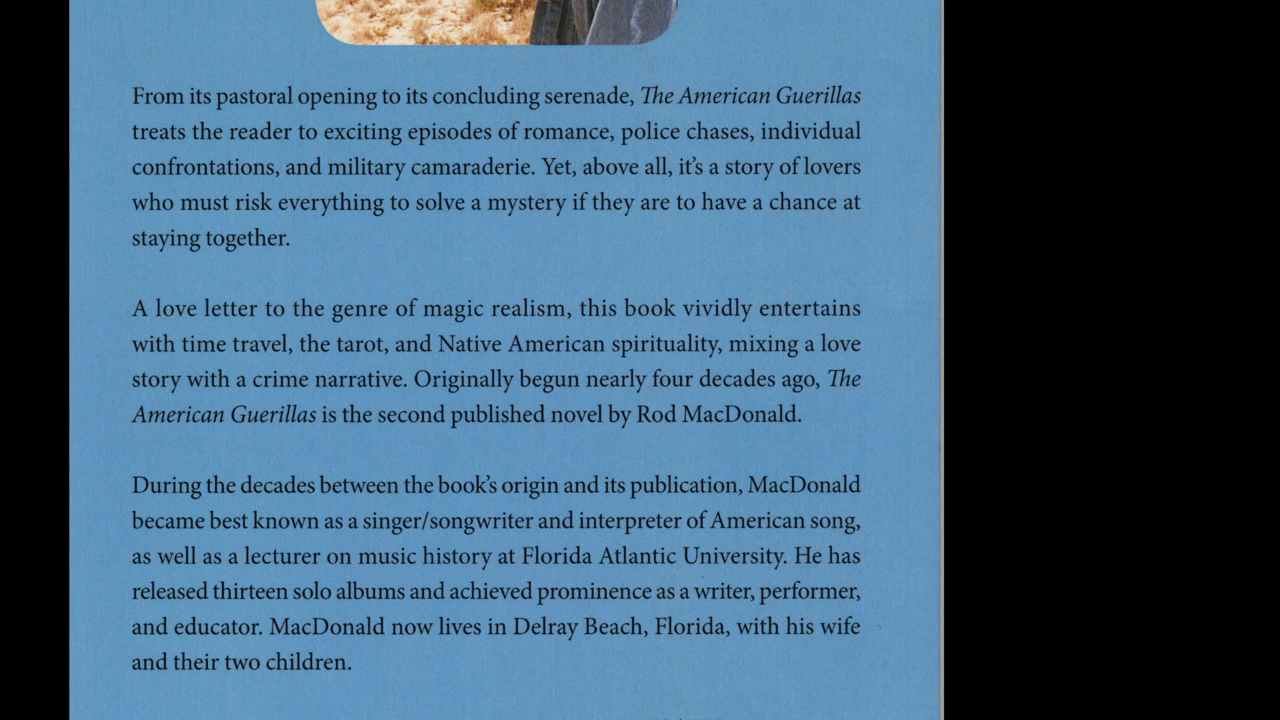 From its pastoral opening to its concluding serenade, The American Guerillas
treats the reader to exciting episodes of romance, police chases, individual
confrontations, and military camaraderie. Yet, above all, it’s a story of lovers
who must risk everything to solve a mystery if they are to have a chance at
staying together.
A love letter to the genre of magic realism, this book vividly entertains
with time travel, the tarot, and Native American spirituality, mixing a love
story with a crime narrative. Originally begun nearly four decades ago, The
American Guerillas is the second published novel by Rod MacDonald.
During the decades between the book’s origin and its publication, MacDonald
became best known as a singer/songwriter and interpreter of American song,
as well as a lecturer on music history at Florida Atlantic University. He has
released thirteen solo albums and achieved prominence as a writer, performer,
and educator. MacDonald now lives in Delray Beach, Florida, with his wife
and their two children.